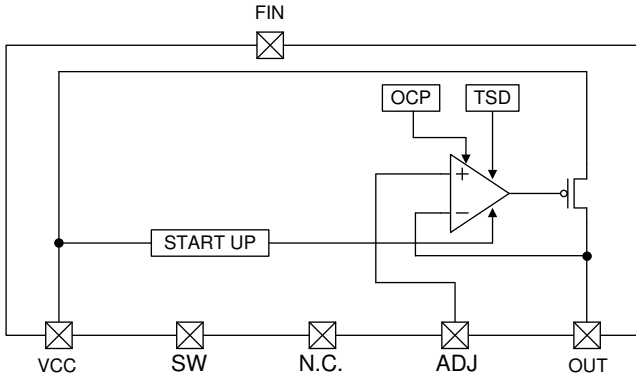 FIN
OCP
TSD
+
−
START UP
VCC
SW
N.C.
ADJ
OUT